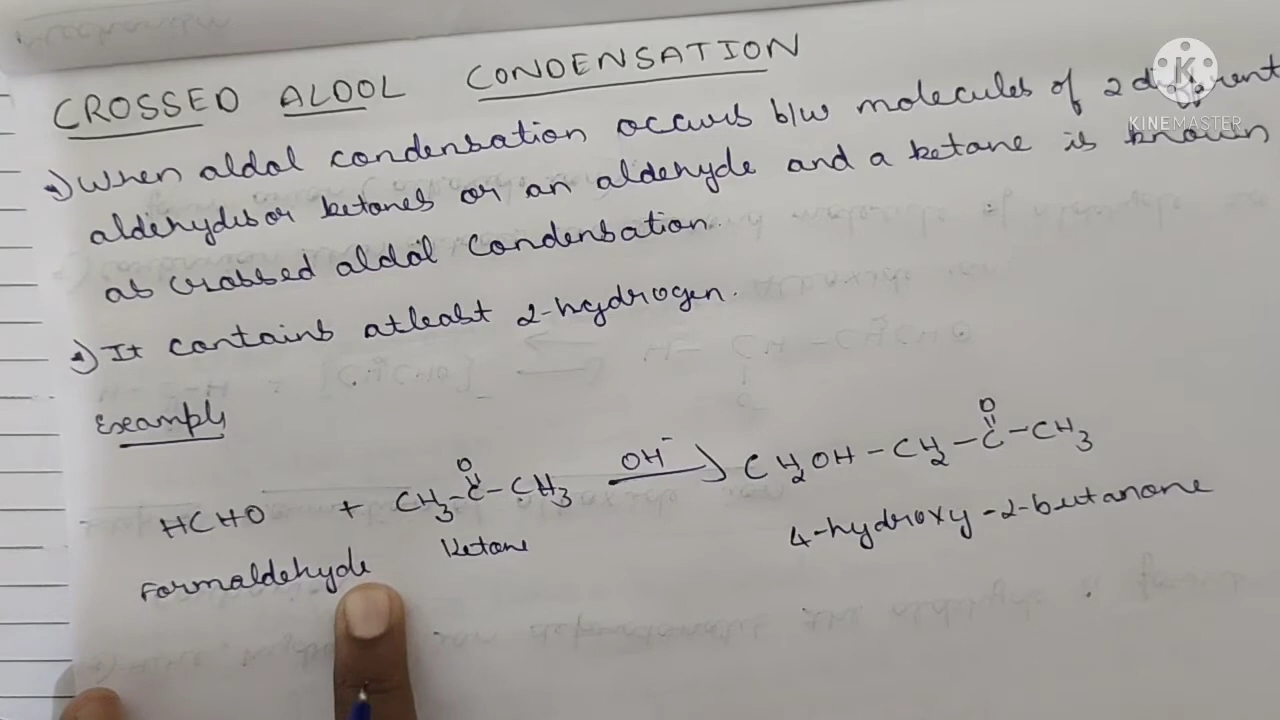 CROSSED ALDOL CONDENSATION
•) When aldol condensation occurs b/w molecules of 2 different
aldehydes or ketones or an aldehyde and a ketone is known
as crossed aldol condensation.
•) It contains atleast 2-hydrogen.
Example
O
O
HCHO + CH3-C-CH3 OH- → CH2OH-CH2-C-CH3
Formaldehyde Ketone 4-hydroxy-2-butanone
K
KINEMASTER